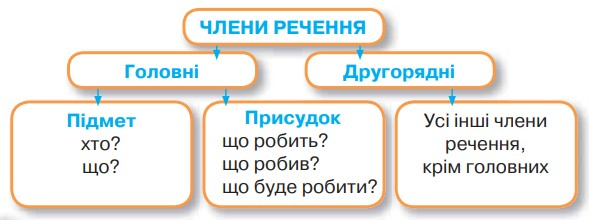 ЧЛЕНИ РЕЧЕННЯ
Головні
Другорядні
Підмет
хто?
що?
Присудок
що робить?
що робив?
що буде робити?
Усі інші члени
речення,
крім головних